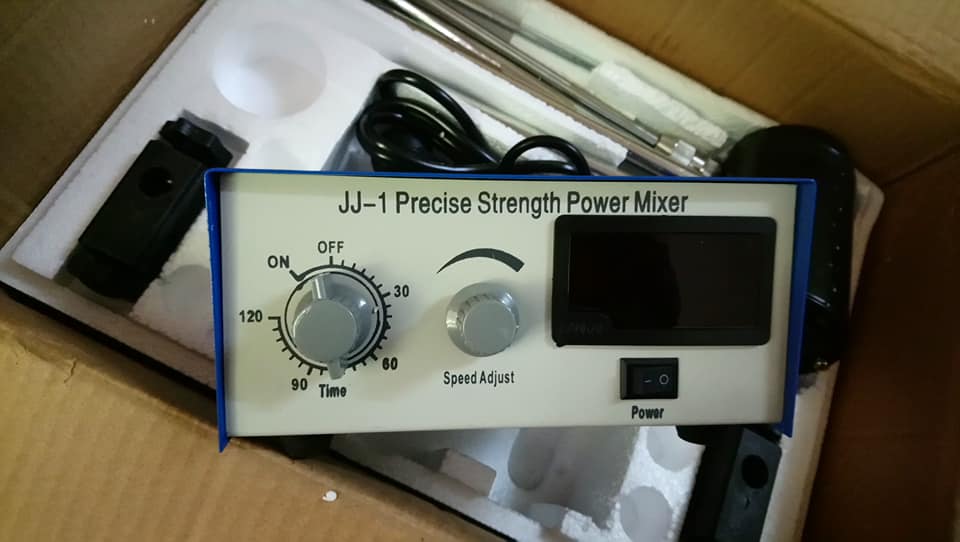 JJ-1 Precise Strength Power Mixer
OFF
ON
30
120
60
90
Time
Speed Adjust
– O
Power